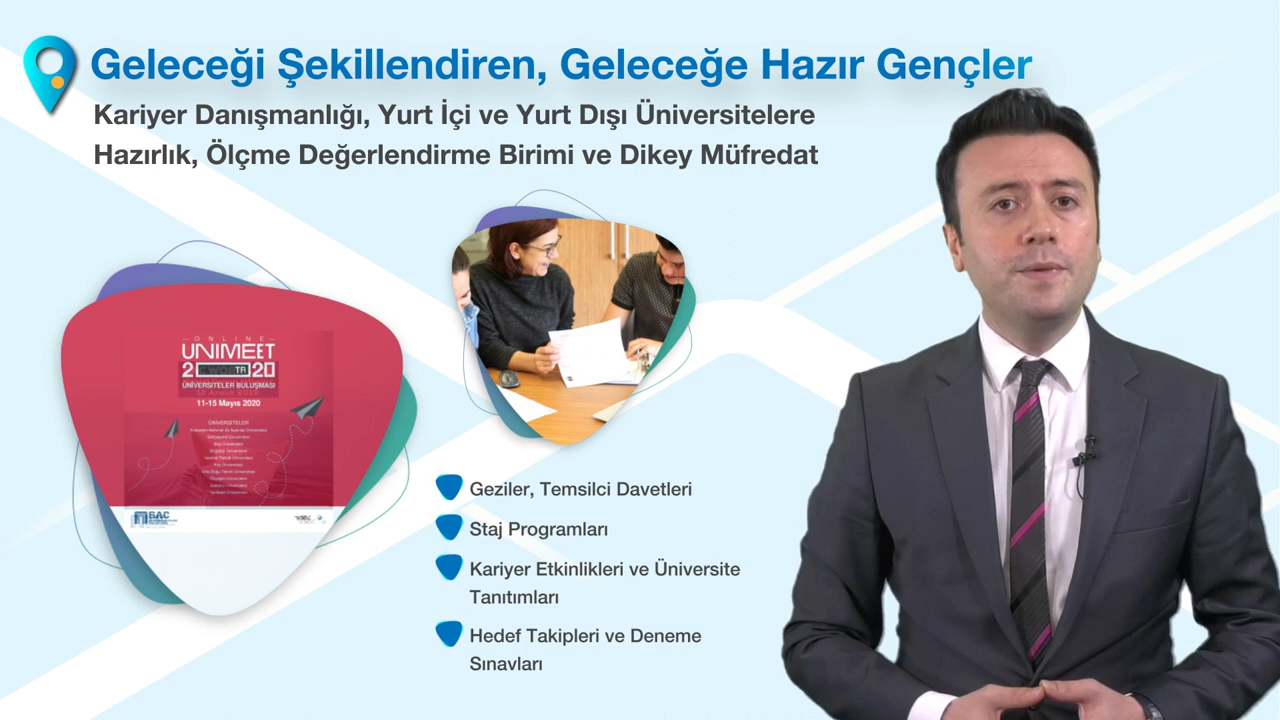 Geleceği Şekillendiren, Geleceğe Hazır Gençler
Kariyer Danışmanlığı, Yurt İçi ve Yurt Dışı Üniversitelere
Hazırlık, Ölçme Değerlendirme Birimi ve Dikey Müfredat
ONLINE
UNIMEET
ÜNİVERSİTELER BULUŞMASI
11-15 Mayıs 2020
ÜNİVERSİTELER
Geziler, Temsilci Davetleri
Staj Programları
Kariyer Etkinlikleri ve Üniversite
Tanıtımları
Hedef Takipleri ve Deneme
Sınavları